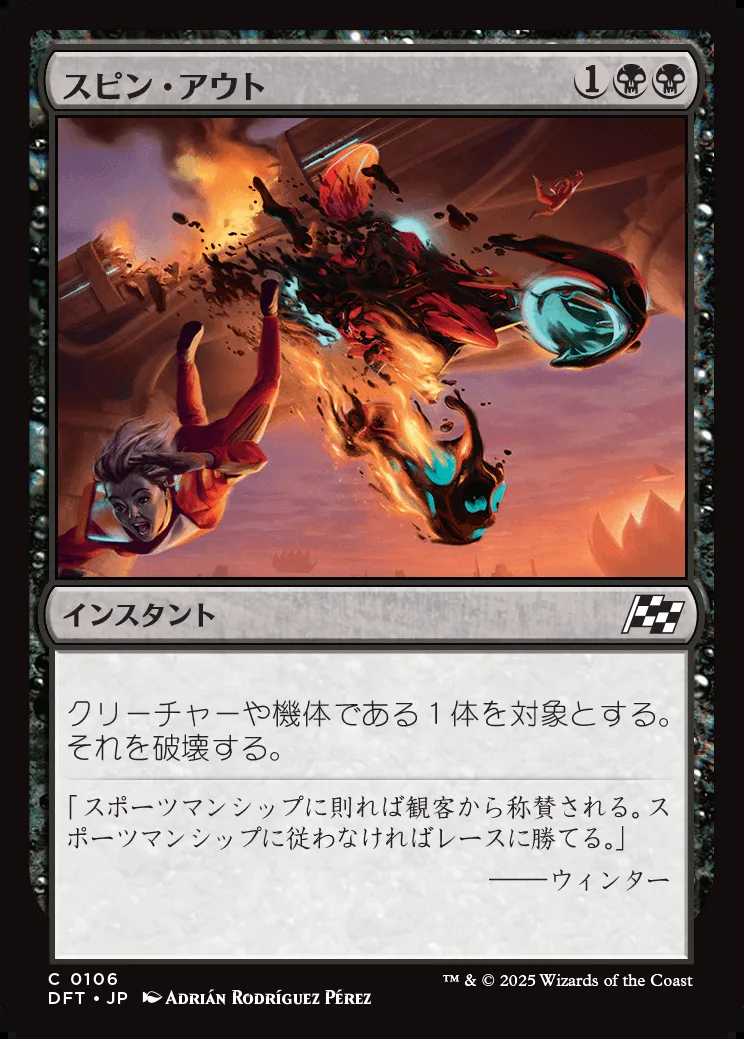 スピン・アウト 1
インスタント
クリーチャーや機体である1体を対象とする。
それを破壊する。
「スポーツマンシップに則れば観客から称賛される。ス
ポーツマンシップに従わなければレースに勝てる。」
――ウィンター
C 0106
DFT • JP ADRIÁN RODRÍGUEZ PÉREZ
™ & © 2025 Wizards of the Coast